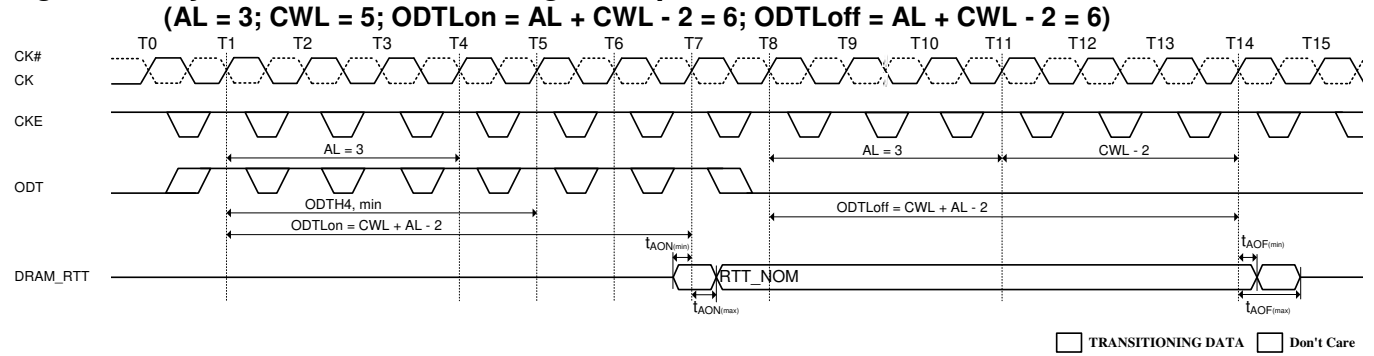 (AL = 3; CWL = 5; ODTLon = AL + CWL - 2 = 6; ODTLoff = AL + CWL - 2 = 6)
T0 T1 T2 T3 T4 T5 T6 T7 T8 T9 T10 T11 T12 T13 T14 T15
CK#
CK
CKE
AL = 3 AL = 3 CWL - 2
ODT
ODTH4, min ODTLoff = CWL + AL - 2
ODTLon = CWL + AL - 2
tAON(min) tAOF(min)
DRAM_RTT RTT_NOM
tAON(max) tAOF(max)
TRANSITIONING DATA Don't Care